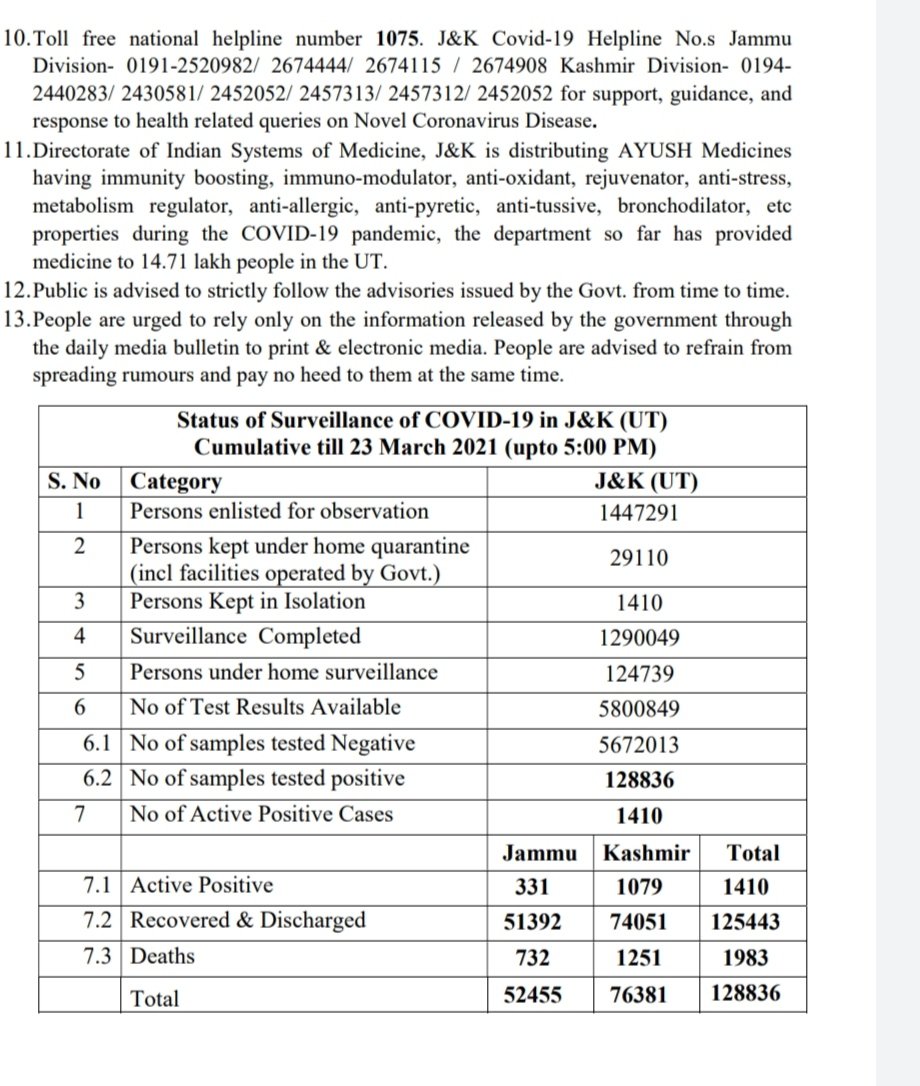 10.Toll free national helpline number 1075. J&K Covid-19 Helpline No.s Jammu
Division- 0191-2520982/ 2674444/ 2674115 / 2674908 Kashmir Division- 0194-
2440283/ 2430581/ 2452052/ 2457313/ 2457312/ 2452052 for support, guidance, and
response to health related queries on Novel Coronavirus Disease.
11.Directorate of Indian Systems of Medicine, J&K is distributing AYUSH Medicines
having immunity boosting, immuno-modulator, anti-oxidant, rejuvenator, anti-stress,
metabolism regulator, anti-allergic, anti-pyretic, anti-tussive, bronchodilator, etc
properties during the COVID-19 pandemic, the department so far has provided
medicine to 14.71 lakh people in the UT.
12.Public is advised to strictly follow the advisories issued by the Govt. from time to time.
13.People are urged to rely only on the information released by the government through
the daily media bulletin to print & electronic media. People are advised to refrain from
spreading rumours and pay no heed to them at the same time.
Status of Surveillance of COVID-19 in J&K (UT)
Cumulative till 23 March 2021 (upto 5:00 PM)
S. No Category J&K (UT)
1 Persons enlisted for observation 1447291
2 Persons kept under home quarantine
(incl facilities operated by Govt.) 29110
3 Persons Kept in Isolation 1410
4 Surveillance Completed 1290049
5 Persons under home surveillance 124739
6 No of Test Results Available 5800849
6.1 No of samples tested Negative 5672013
6.2 No of samples tested positive 128836
7 No of Active Positive Cases 1410
Jammu Kashmir Total
7.1 Active Positive 331 1079 1410
7.2 Recovered & Discharged 51392 74051 125443
7.3 Deaths 732 1251 1983
Total 52455 76381 128836